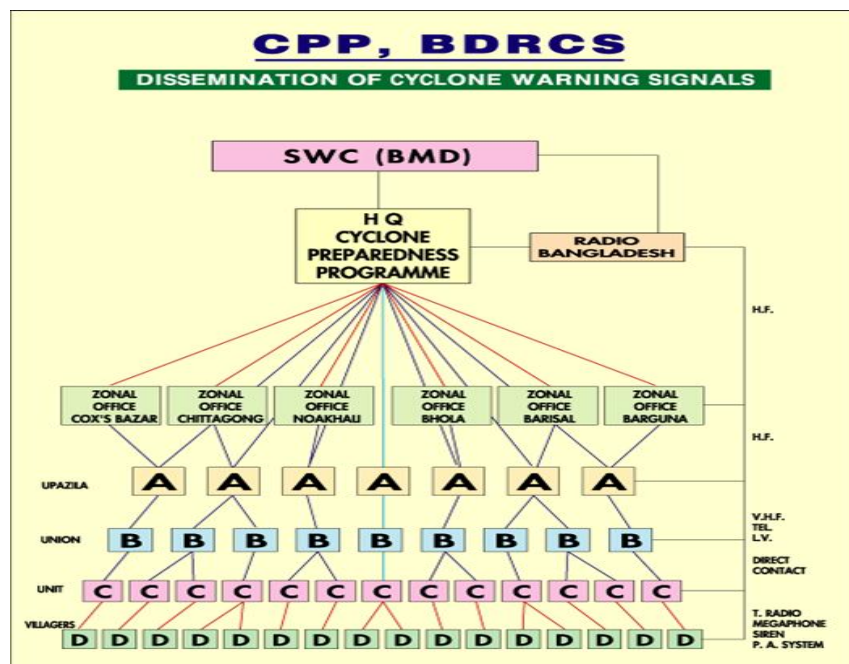 CPP, BDRCS
DISSEMINATION OF CYCLONE WARNING SIGNALS
SWC (BMD)
H Q
CYCLONE
PREPAREDNESS
PROGRAMME
RADIO
BANGLADESH
H.F.
ZONAL
OFFICE
COX'S BAZAR
ZONAL
OFFICE
CHITTAGONG
ZONAL
OFFICE
NOAKHALI
ZONAL
OFFICE
BHOLA
ZONAL
OFFICE
BARISAL
ZONAL
OFFICE
BARGUNA
H.F.
UPAZILA A A A A A A A
V.H.F.
TEL.
L.V.
UNION B B B B B B B B B
DIRECT
CONTACT
UNIT C C C C C C C C C C C C C
VILLAGERS D D D D D D D D D D D D D D D D
T. RADIO
MEGAPHONE
SIREN
P. A. SYSTEM